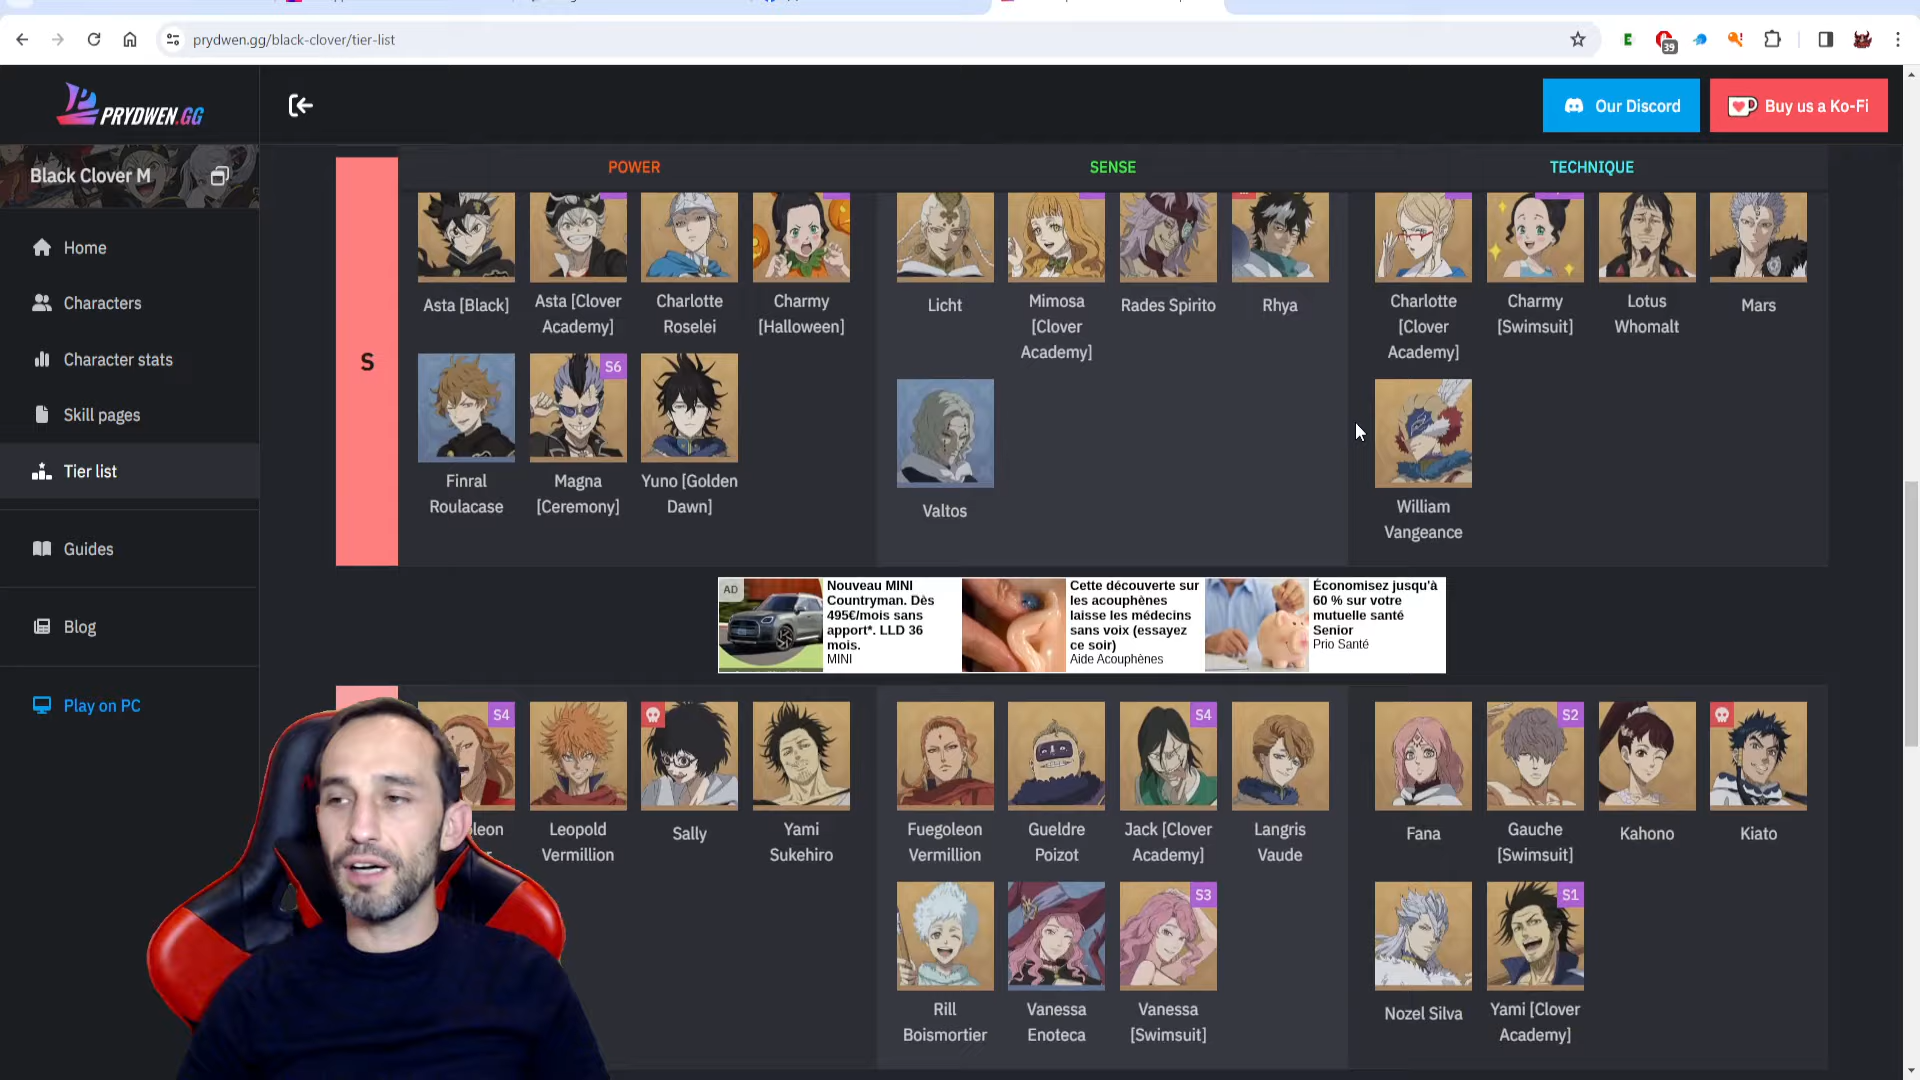 prydwen.gg/black-clover/tier-list
39
PRYDWEN.GG
Our Discord
Buy us a Ko-Fi
Black Clover M
Home
Characters
Character stats
Skill pages
Tier list
Guides
Blog
Play on PC
POWER
SENSE
TECHNIQUE
S
Asta [Black]
Asta [Clover
Academy]
Charlotte
Roselei
Charmy
[Halloween]
Licht
Mimosa
[Clover
Academy]
Rades Spirito
Rhya
Charlotte
[Clover
Academy]
Charmy
[Swimsuit]
Lotus
Whomalt
Mars
Finral
Roulacase
S6
Magna
[Ceremony]
Yuno [Golden
Dawn]
Valtos
William
Vangeance
AD
Nouveau MINI
Countryman. Dès
495€/mois sans
apport*. LLD 36
mois.
MINI
Cette découverte sur
les acouphènes
laisse les médecins
sans voix (essayez
ce soir)
Aide Acouphènes
Économisez jusqu'à
60 % sur votre
mutuelle santé
Senior
Prio Santé
S4
Leopold
Vermillion
Sally
Yami
Sukehiro
Fuegoleon
Vermillion
Gueldre
Poizot
S4
Jack [Clover
Academy]
Langris
Vaude
Fana
S2
Gauche
[Swimsuit]
Kahono
Kiato
Rill
Boismortier
Vanessa
Enoteca
S3
Vanessa
[Swimsuit]
Nozel Silva
S1
Yami [Clover
Academy]